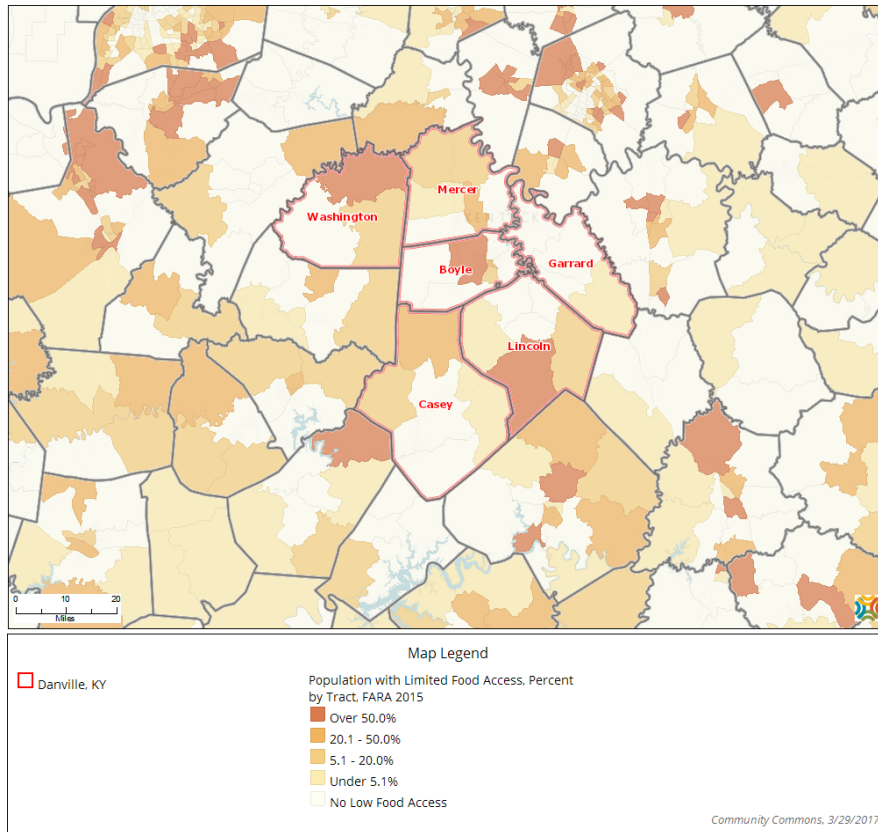 Mercer
Washington
Boyle
Garrard
Lincoln
Casey
0 10 20
Miles
Map Legend
Danville, KY
Population with Limited Food Access, Percent
by Tract, FARA 2015
Over 50.0%
20.1 - 50.0%
5.1 - 20.0%
Under 5.1%
No Low Food Access
Community Commons, 3/29/2017